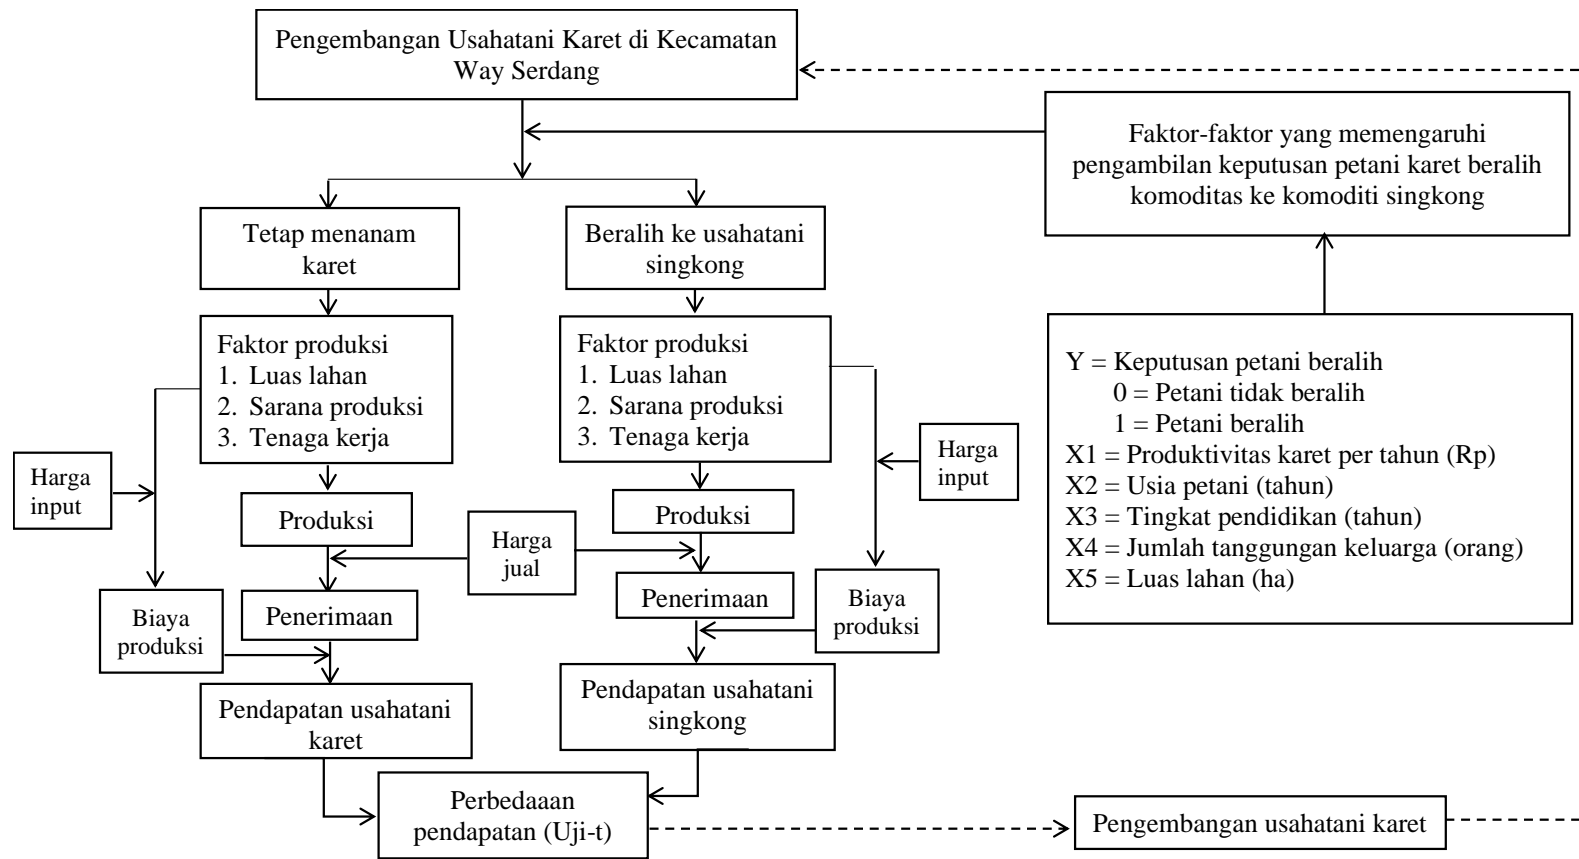 Pengembangan Usahatani Karet di Kecamatan
Way Serdang
Faktor-faktor yang memengaruhi
pengambilan keputusan petani karet beralih
komoditas ke komoditi singkong
Tetap menanam
karet
Beralih ke usahatani
singkong
Faktor produksi
1. Luas lahan
2. Sarana produksi
3. Tenaga kerja
Faktor produksi
1. Luas lahan
2. Sarana produksi
3. Tenaga kerja
Y = Keputusan petani beralih
0 = Petani tidak beralih
1 = Petani beralih
X1 = Produktivitas karet per tahun (Rp)
X2 = Usia petani (tahun)
X3 = Tingkat pendidikan (tahun)
X4 = Jumlah tanggungan keluarga (orang)
X5 = Luas lahan (ha)
Harga
input
Harga
input
Produksi
Harga
jual
Produksi
Biaya
produksi
Penerimaan
Penerimaan
Biaya
produksi
Pendapatan usahatani
karet
Pendapatan usahatani
singkong
Perbedaaan
pendapatan (Uji-t)
Pengembangan usahatani karet